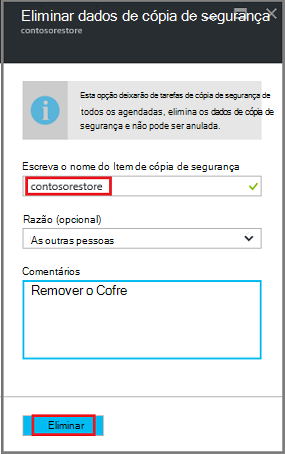 Eliminar dados de cópia de segurança
contosorestore
Esta opção deixarão de tarefas de cópia de segurança de
todos os agendadas, elimina os dados de cópia de
segurança e não pode ser anulada.
Escreva o nome do Item de cópia de segurança
contosorestore
Razão (optional)
As outras pessoas
Comentários
Remover o Cofre
Eliminar